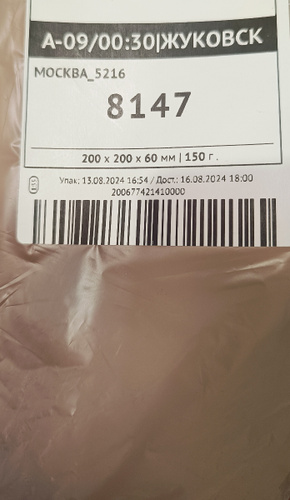 А-09/00:30|ЖУКОВСК
МОСКВА_5216
8147
200 x 200 x 60 мм | 150 г.
Упак: 13.08.2024 16:54 / Дост: 16.08.2024 18:00
200677421410000